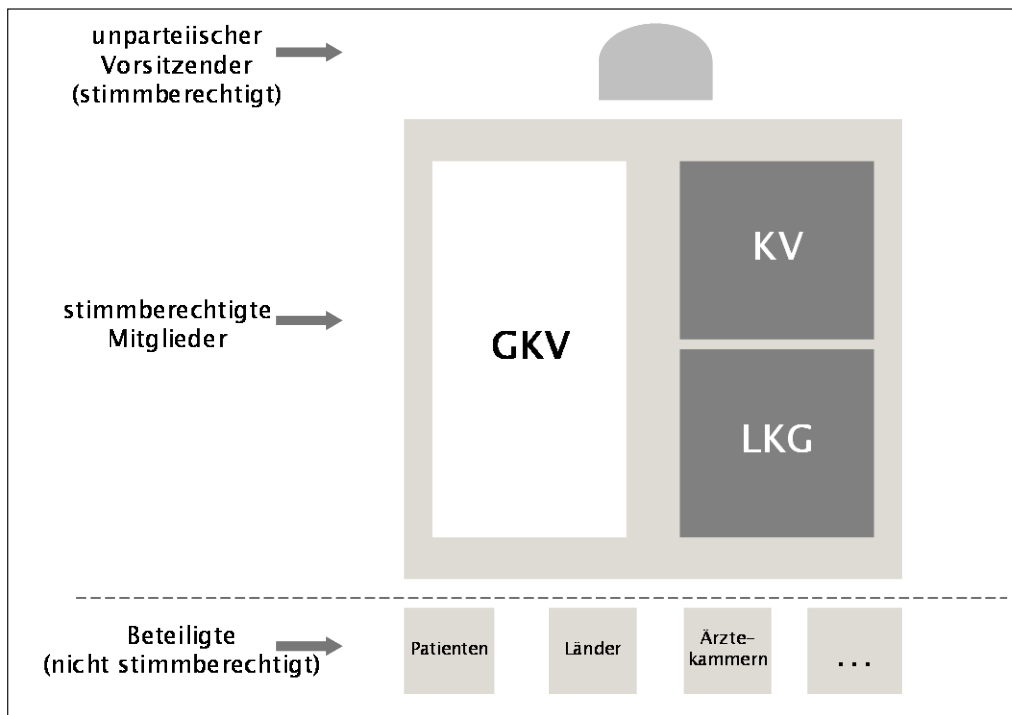 unparteiischer
Vorsitzender
(stimmberechtigt)
stimmberechtigte
Mitglieder
GKV
KV
LKG
Beteiligte
(nicht stimmberechtigt)
Patienten
Länder
Ärzte-
kammern
...